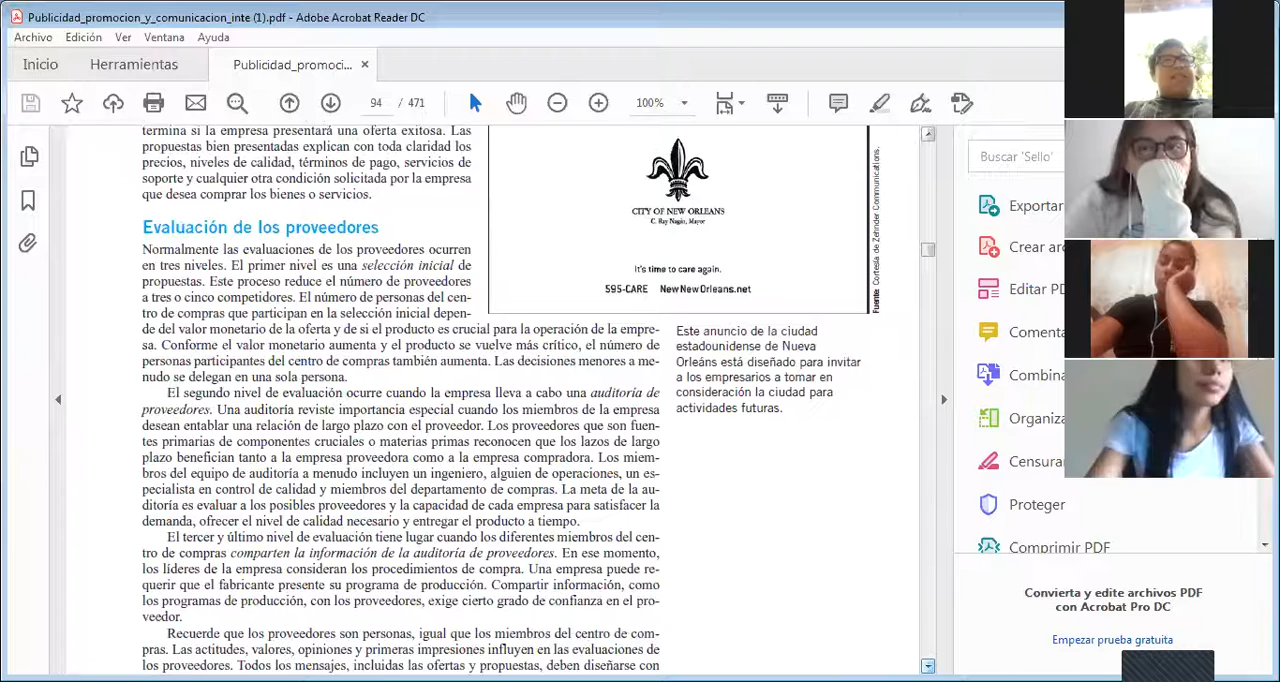 Publicidad_promocion_y_comunicacion_inte (1).pdf - Adobe Acrobat Reader DC
Archivo Edición Ver Ventana Ayuda
Inicio Herramientas Publicidad_promoci... ×
94 / 471 100%
termina si la empresa presentará una oferta exitosa. Las
propuestas bien presentadas explican con toda claridad los
precios, niveles de calidad, términos de pago, servicios de
soporte y cualquier otra condición solicitada por la empresa
que desea comprar los bienes o servicios.
Evaluación de los proveedores
Normalmente las evaluaciones de los proveedores ocurren
en tres niveles. El primer nivel es una selección inicial de
propuestas. Este proceso reduce el número de proveedores
a tres o cinco competidores. El número de personas del cen-
tro de compras que participan en la selección inicial depen-
de del valor monetario de la oferta y de si el producto es crucial para la operación de la empre-
sa. Conforme el valor monetario aumenta y el producto se vuelve más crítico, el número de
personas participantes del centro de compras también aumenta. Las decisiones menores a me-
nudo se delegan en una sola persona.
El segundo nivel de evaluación ocurre cuando la empresa lleva a cabo una auditoría de
proveedores. Una auditoría reviste importancia especial cuando los miembros de la empresa
desean entablar una relación de largo plazo con el proveedor. Los proveedores que son fuen-
tes primarias de componentes cruciales o materias primas reconocen que los lazos de largo
plazo benefician tanto a la empresa proveedora como a la empresa compradora. Los miem-
bros del equipo de auditoría a menudo incluyen un ingeniero, alguien de operaciones, un es-
pecialista en control de calidad y miembros del departamento de compras. La meta de la au-
ditoría es evaluar a los posibles proveedores y la capacidad de cada empresa para satisfacer la
demanda, ofrecer el nivel de calidad necesario y entregar el producto a tiempo.
El tercer y último nivel de evaluación tiene lugar cuando los diferentes miembros del cen-
tro de compras comparten la información de la auditoría de proveedores. En ese momento,
los líderes de la empresa consideran los procedimientos de compra. Una empresa puede re-
querir que el fabricante presente su programa de producción. Compartir información, como
los programas de producción, con los proveedores, exige cierto grado de confianza en el pro-
veedor.
Recuerde que los proveedores son personas, igual que los miembros del centro de com-
pras. Las actitudes, valores, opiniones y primeras impresiones influyen en las evaluaciones de
los proveedores. Todos los mensajes, incluidas las ofertas y propuestas, deben diseñarse con
CITY OF NEW ORLEANS
C. Ray Nagin, Mayor
It's time to care again.
595-CARE NewNewOrleans.net
Fuente: Cortesía de Zehnder Communications.
Este anuncio de la ciudad
estadounidense de Nueva
Orleáns está diseñado para invitar
a los empresarios a tomar en
consideración la ciudad para
actividades futuras.
Buscar 'Sello'
Exportar
Crear arc
Editar PD
Comenta
Combina
Organiza
Censurar
Proteger
Comprimir PDF
Convierta y edite archivos PDF
con Acrobat Pro DC
Empezar prueba gratuita